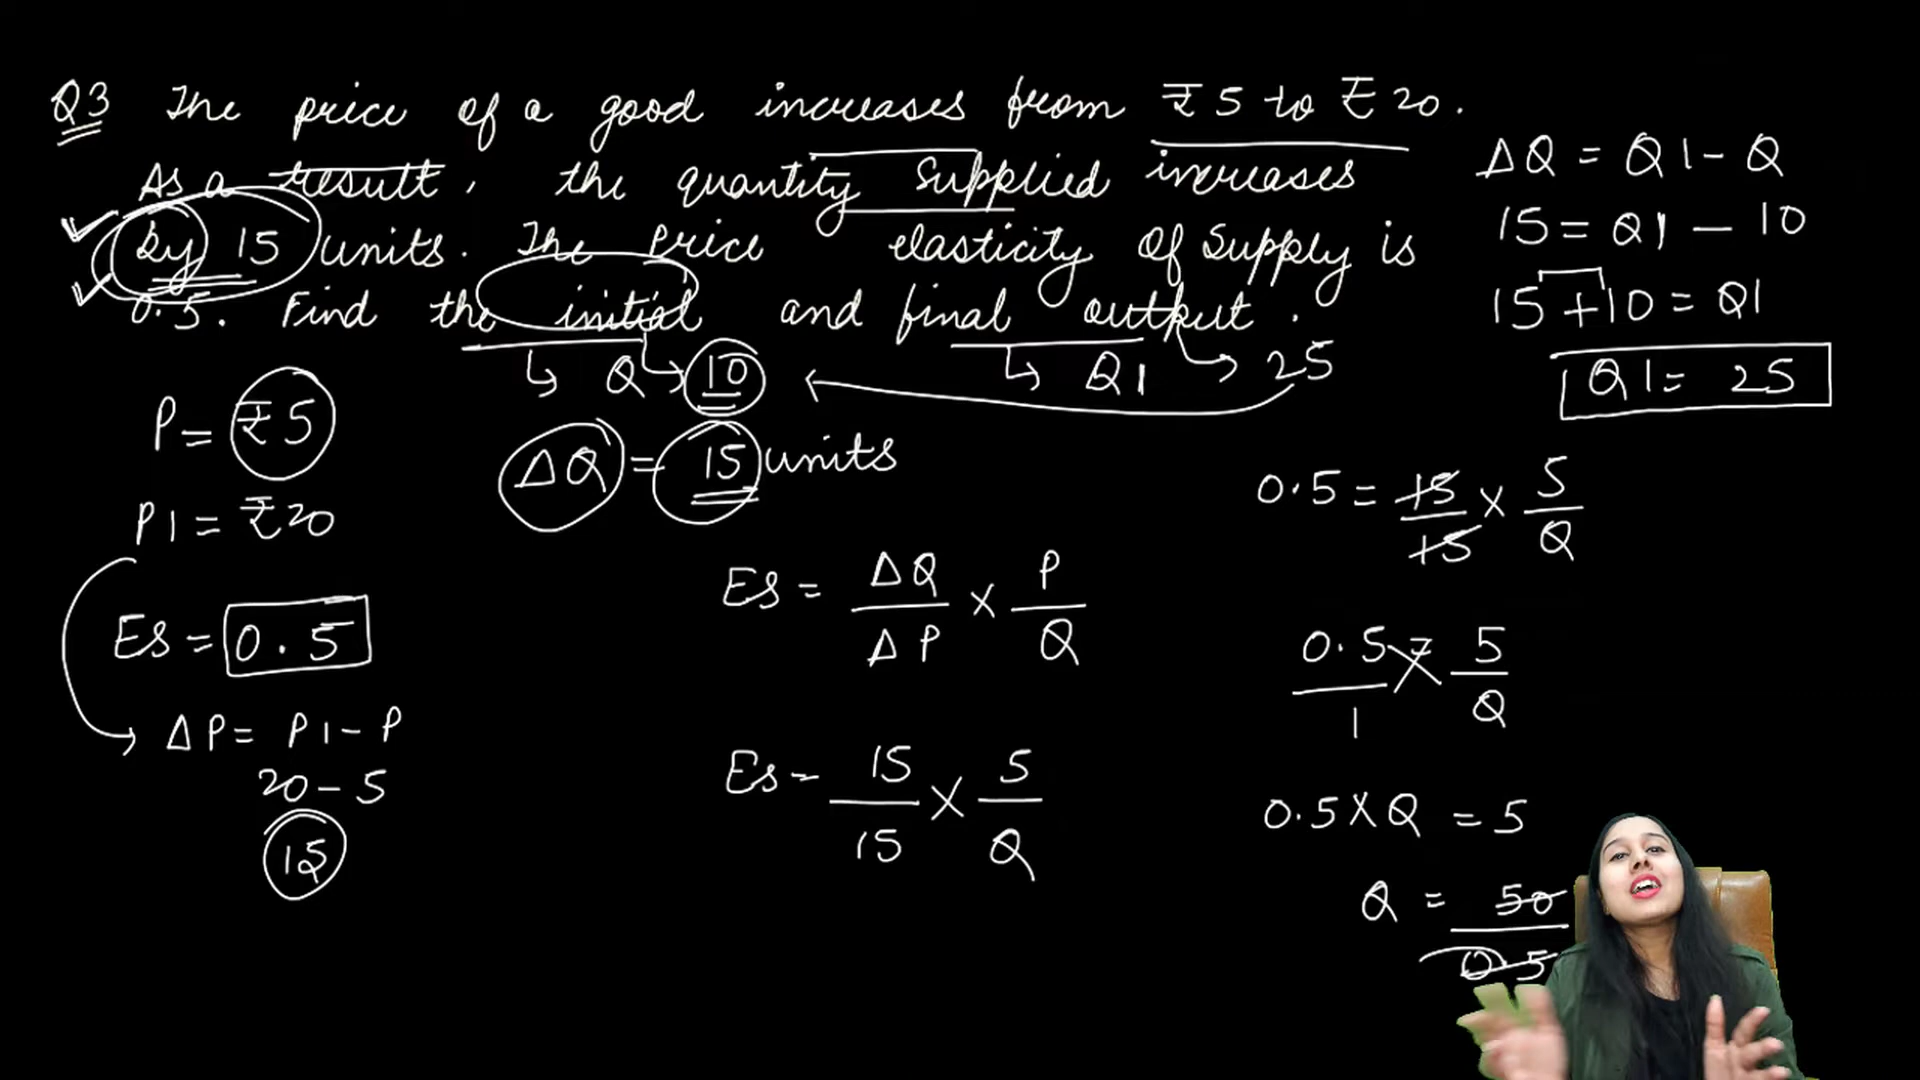 Q3 The price of a good increases from ₹5 to ₹20.
As a result, the quantity Supplied increases
by 15 units. The Price elasticity Of Supply is
0.5. Find the initial and final output.
↳ Q → 10
↳ Q1 → 25
P = ₹5
P1 = ₹20
Es = 0.5
ΔP = P1 - P
20 - 5
15
ΔQ = 15 units
Es = ΔQ/ΔP × P/Q
Es = 15/15 × 5/Q
ΔQ = Q1 - Q
15 = Q1 - 10
15 + 10 = Q1
Q1 = 25
0.5 = 15/15 × 5/Q
0.5/1 = 5/Q
0.5 × Q = 5
Q = 50/0.5